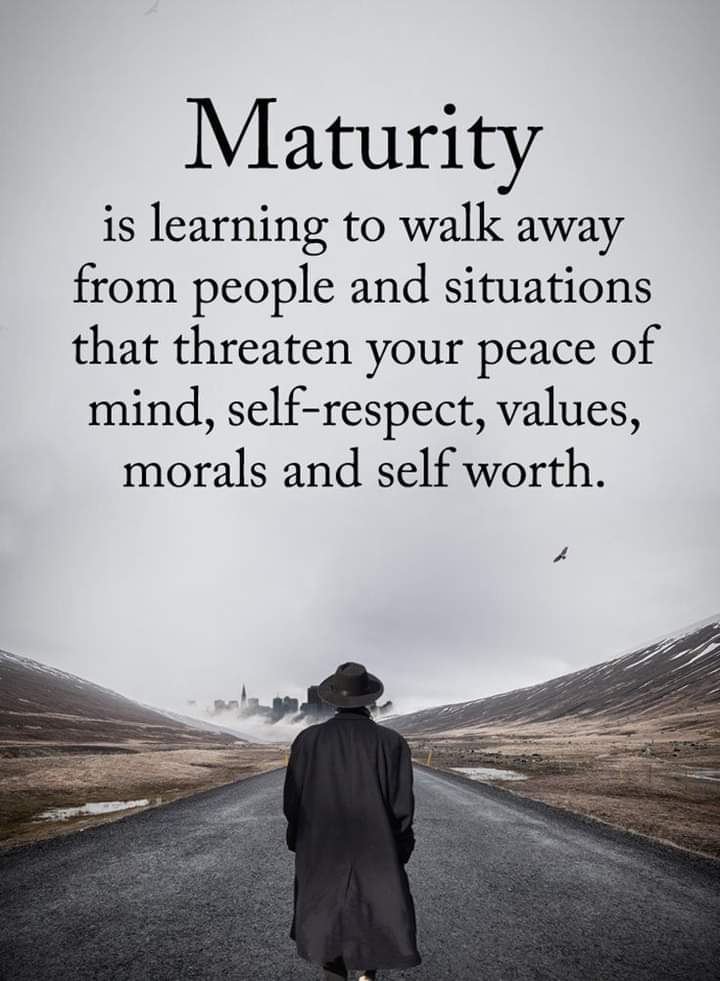 Maturity
is learning to walk away
from people and situations
that threaten your peace of
mind, self-respect, values,
morals and self worth.